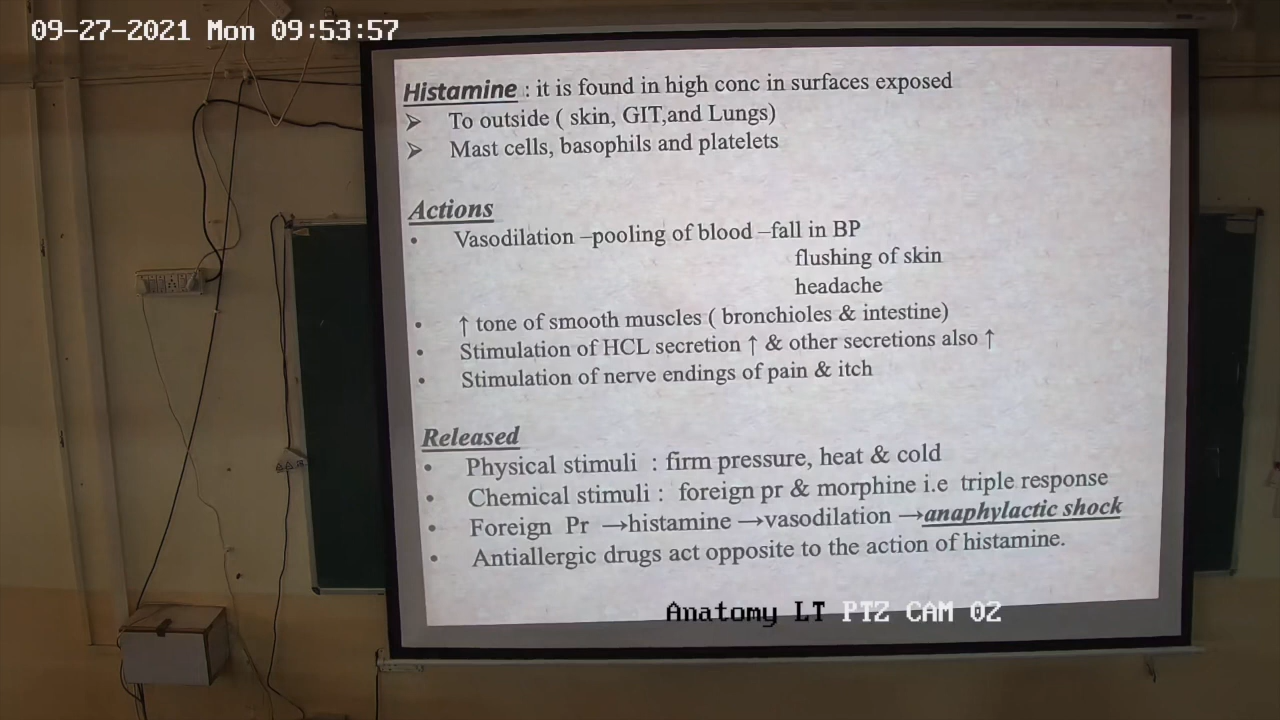 09-27-2021 Mon 09:53:57
Histamine : it is found in high conc in surfaces exposed
➢ To outside ( skin, GIT,and Lungs)
➢ Mast cells, basophils and platelets
Actions
• Vasodilation –pooling of blood –fall in BP
flushing of skin
headache
• ↑ tone of smooth muscles ( bronchioles & intestine)
• Stimulation of HCL secretion ↑ & other secretions also ↑
• Stimulation of nerve endings of pain & itch
Released
• Physical stimuli : firm pressure, heat & cold
• Chemical stimuli : foreign pr & morphine i.e triple response
• Foreign Pr →histamine →vasodilation →anaphylactic shock
• Antiallergic drugs act opposite to the action of histamine.
Anatomy LT PTZ CAM 02